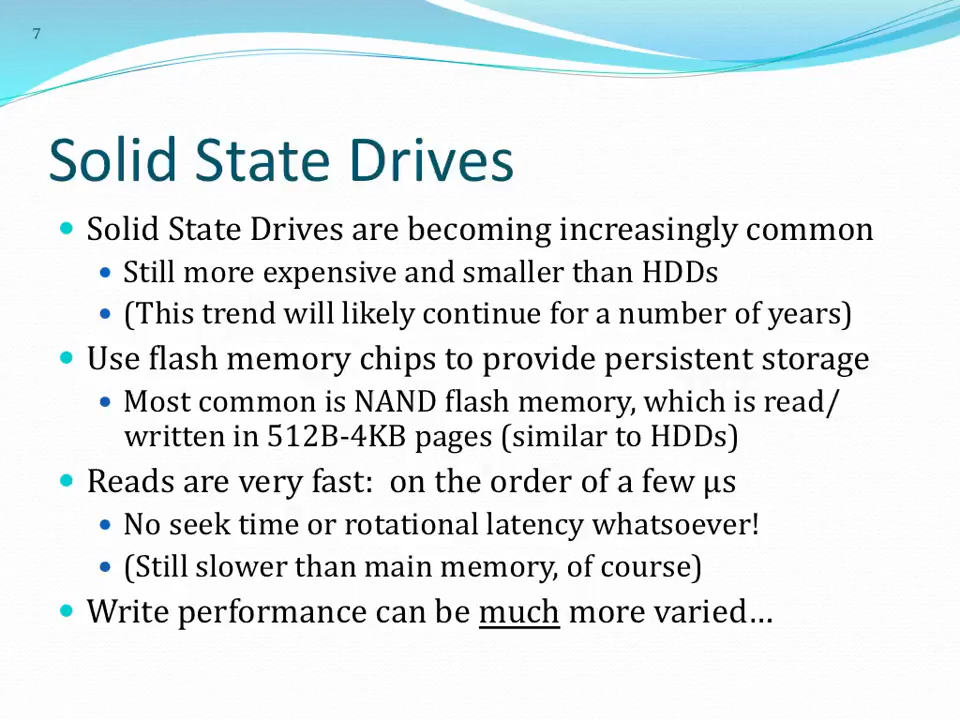 7
Solid State Drives
• Solid State Drives are becoming increasingly common
• Still more expensive and smaller than HDDs
• (This trend will likely continue for a number of years)
• Use flash memory chips to provide persistent storage
• Most common is NAND flash memory, which is read/
written in 512B-4KB pages (similar to HDDs)
• Reads are very fast:  on the order of a few μs
• No seek time or rotational latency whatsoever!
• (Still slower than main memory, of course)
• Write performance can be much more varied…